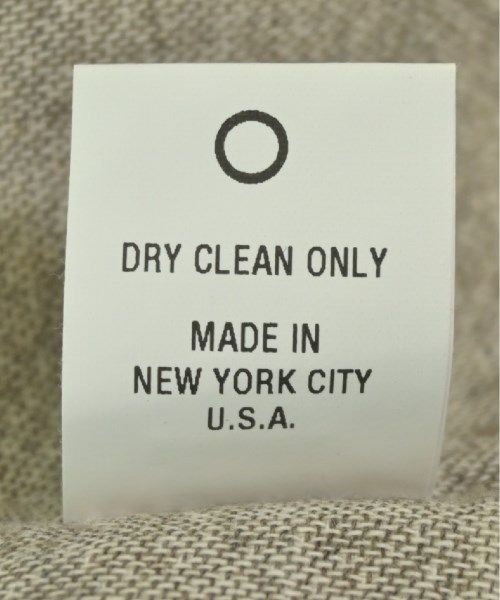 DRY CLEAN ONLY
MADE IN
NEW YORK CITY
U.S.A.